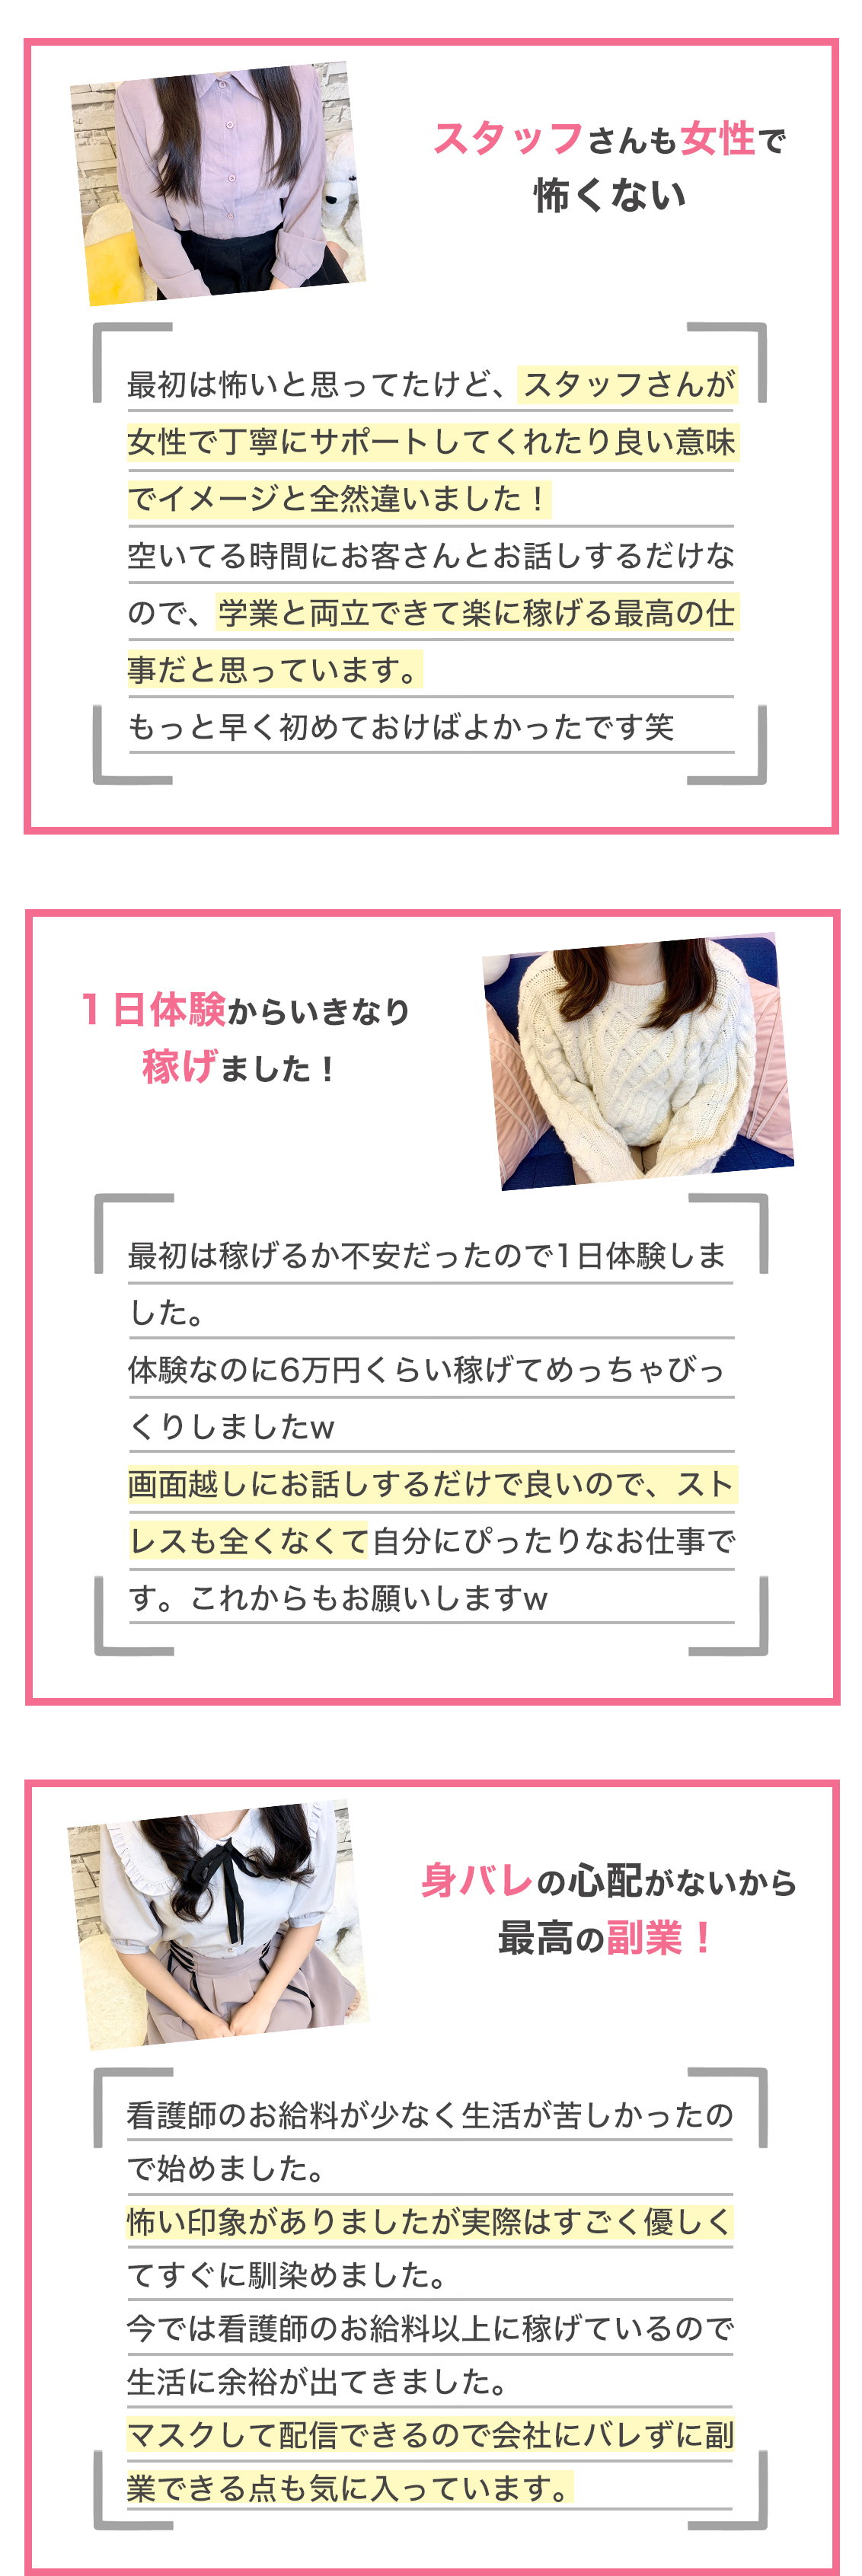 スタッフさんも女性で
怖くない
最初は怖いと思ってたけど、スタッフさんが
女性で丁寧にサポートしてくれたり良い意味
でイメージと全然違いました！
空いてる時間にお客さんとお話しするだけな
ので、学業と両立できて楽に稼げる最高の仕
事だと思っています。
もっと早く初めておけばよかったです笑
１日体験からいきなり
稼げました！
最初は稼げるか不安だったので1日体験しま
した。
体験なのに6万円くらい稼げてめっちゃびっ
くりしましたw
画面越しにお話しするだけで良いので、スト
レスも全くなくて自分にぴったりなお仕事で
す。これからもお願いしますw
身バレの心配がないから
最高の副業！
看護師のお給料が少なく生活が苦しかったの
で始めました。
怖い印象がありましたが実際はすごく優しく
てすぐに馴染めました。
今では看護師のお給料以上に稼げているので
生活に余裕が出てきました。
マスクして配信できるので会社にバレずに副
業できる点も気に入っています。